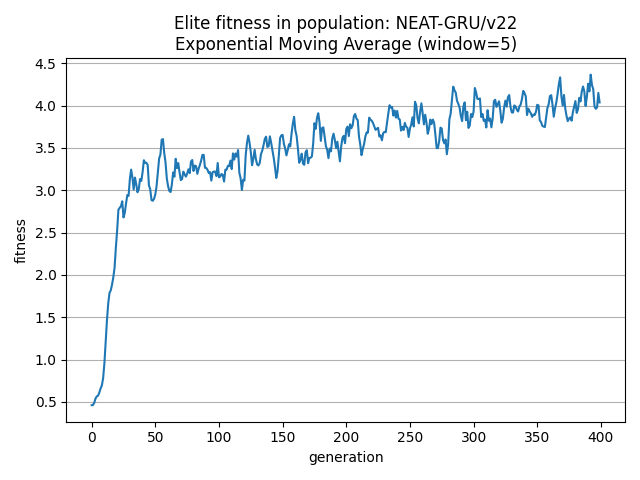 Elite fitness in population: NEAT-GRU/v22
Exponential Moving Average (window=5)
4.5
4.0
3.5
3.0
2.5
2.0
1.5
1.0
0.5
fitness
0 50 100 150 200 250 300 350 400
generation